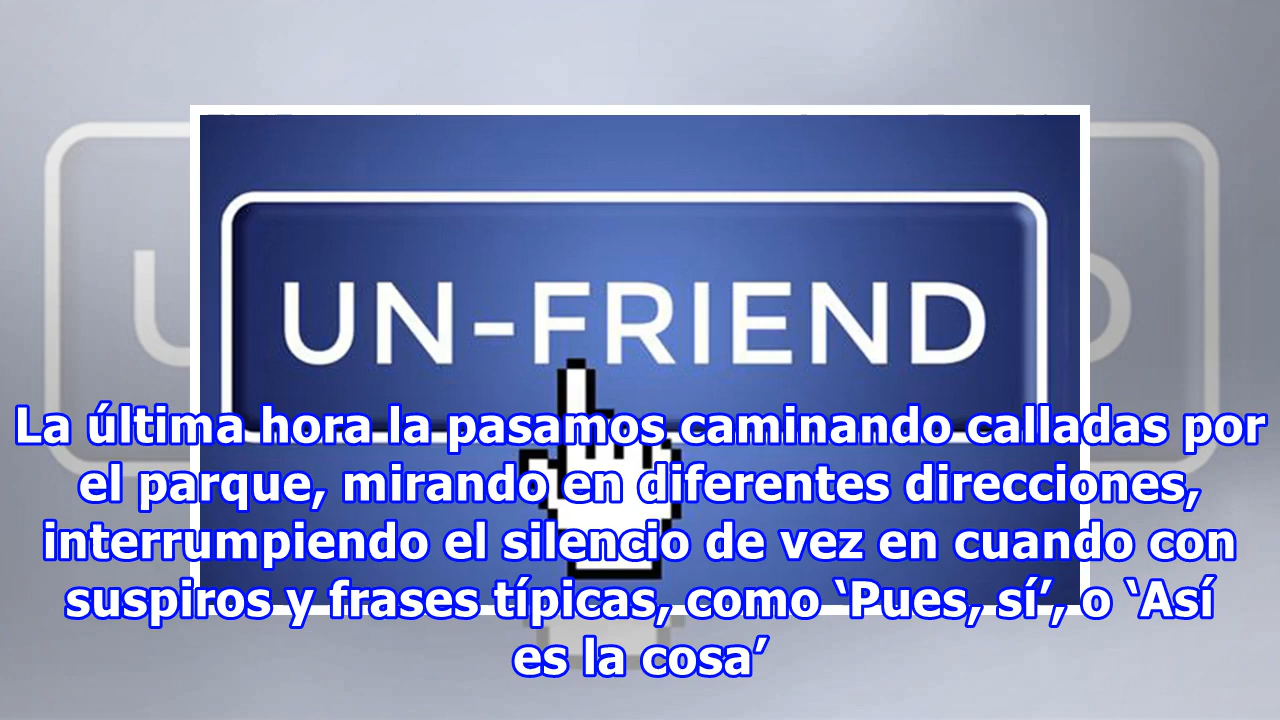 UN-FRIEND
La última hora la pasamos caminando calladas por
el parque, mirando en diferentes direcciones,
interrumpiendo el silencio de vez en cuando con
suspiros y frases típicas, como ‘Pues, sí’, o ‘Así
es la cosa’